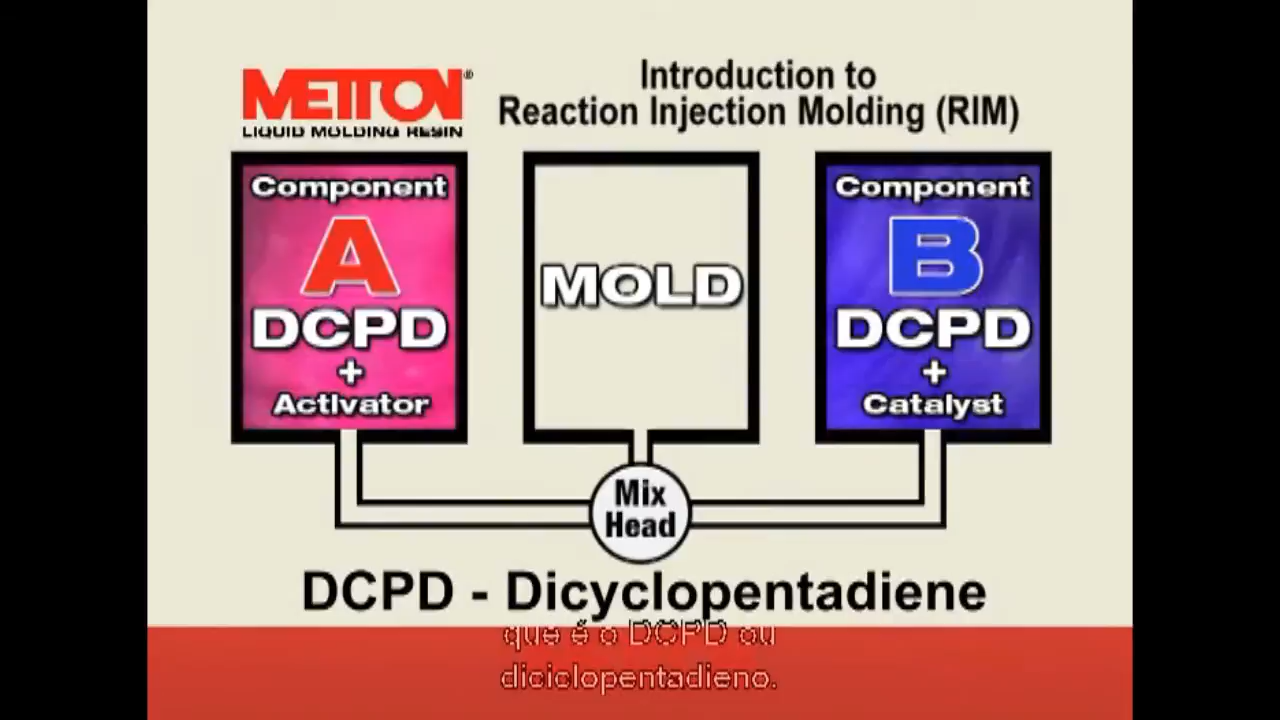 METTON®
LIQUID MOLDING RESIN
Introduction to
Reaction Injection Molding (RIM)
Component
A
DCPD
+
Activator
MOLD
Component
B
DCPD
+
Catalyst
Mix
Head
DCPD - Dicyclopentadiene
que é o DCPD ou
diciclopentadieno.